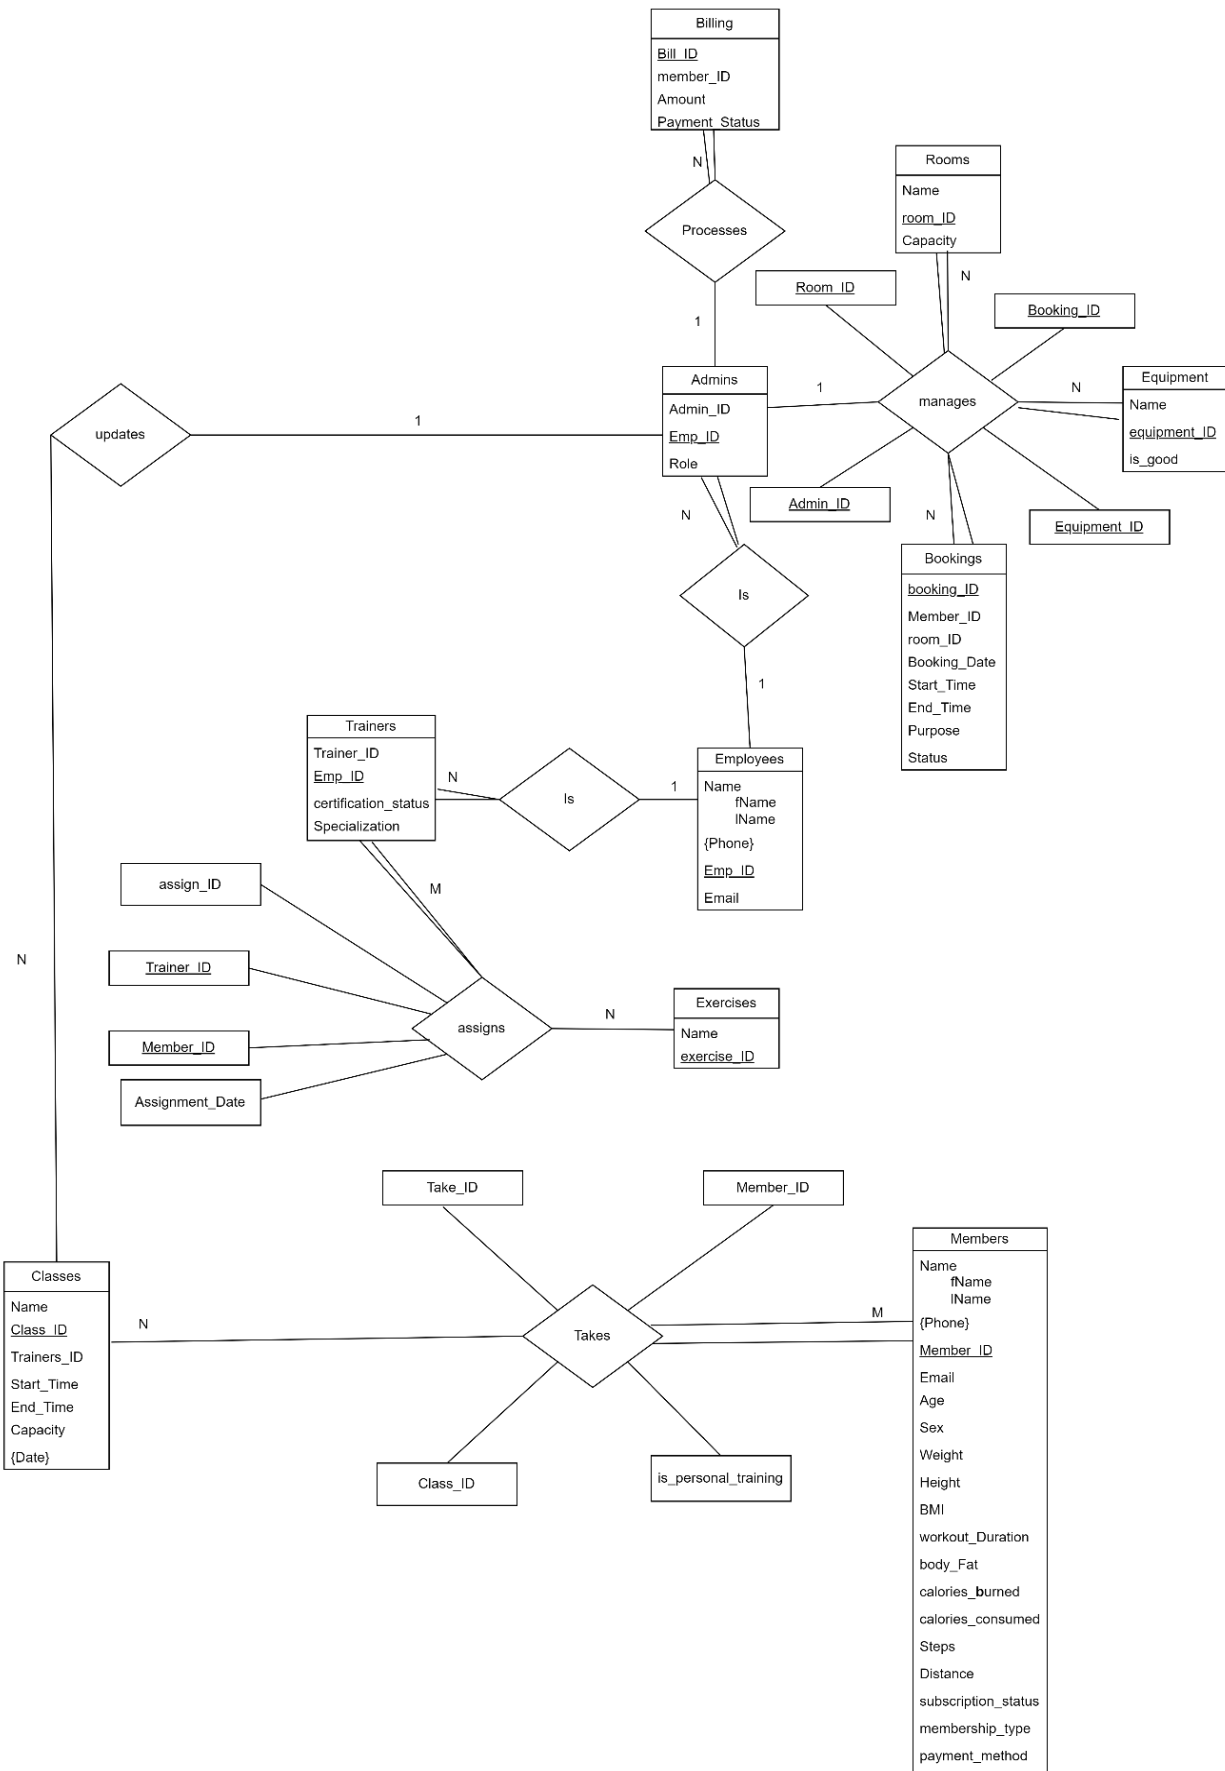 Billing
Bill_ID
member_ID
Amount
Payment_Status
N
Processes
1
Rooms
Name
room_ID
Capacity
N
Room_ID
Booking_ID
Admins
Admin_ID
Emp_ID
Role
1
manages
N
Equipment
Name
equipment_ID
is_good
updates
1
Admin_ID
Equipment_ID
N
N
Is
1
Bookings
booking_ID
Member_ID
room_ID
Booking_Date
Start_Time
End_Time
Purpose
Status
Trainers
Trainer_ID
Emp_ID
certification_status
Specialization
N
Is
1
Employees
Name
fName
lName
{Phone}
Emp_ID
Email
M
assign_ID
Trainer_ID
Member_ID
Assignment_Date
assigns
N
Exercises
Name
exercise_ID
N
Take_ID
Member_ID
Classes
Name
Class_ID
Trainers_ID
Start_Time
End_Time
Capacity
{Date}
N
Takes
M
Class_ID
is_personal_training
Members
Name
fName
lName
{Phone}
Member_ID
Email
Age
Sex
Weight
Height
BMI
workout_Duration
body_Fat
calories_burned
calories_consumed
Steps
Distance
subscription_status
membership_type
payment_method